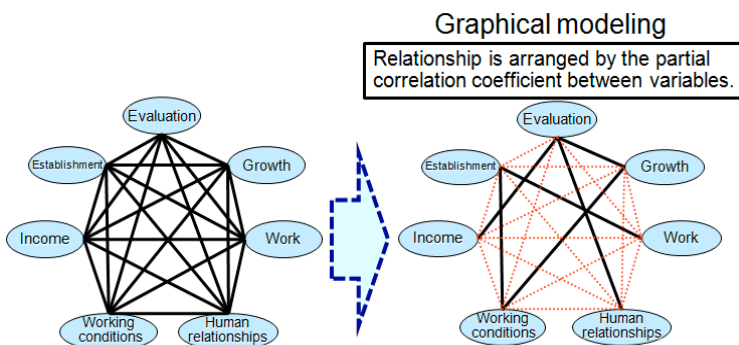 Graphical modeling
Relationship is arranged by the partial
correlation coefficient between variables.
Evaluation
Establishment
Growth
Income
Work
Working
conditions
Human
relationships
Evaluation
Establishment
Growth
Income
Work
Working
conditions
Human
relationships